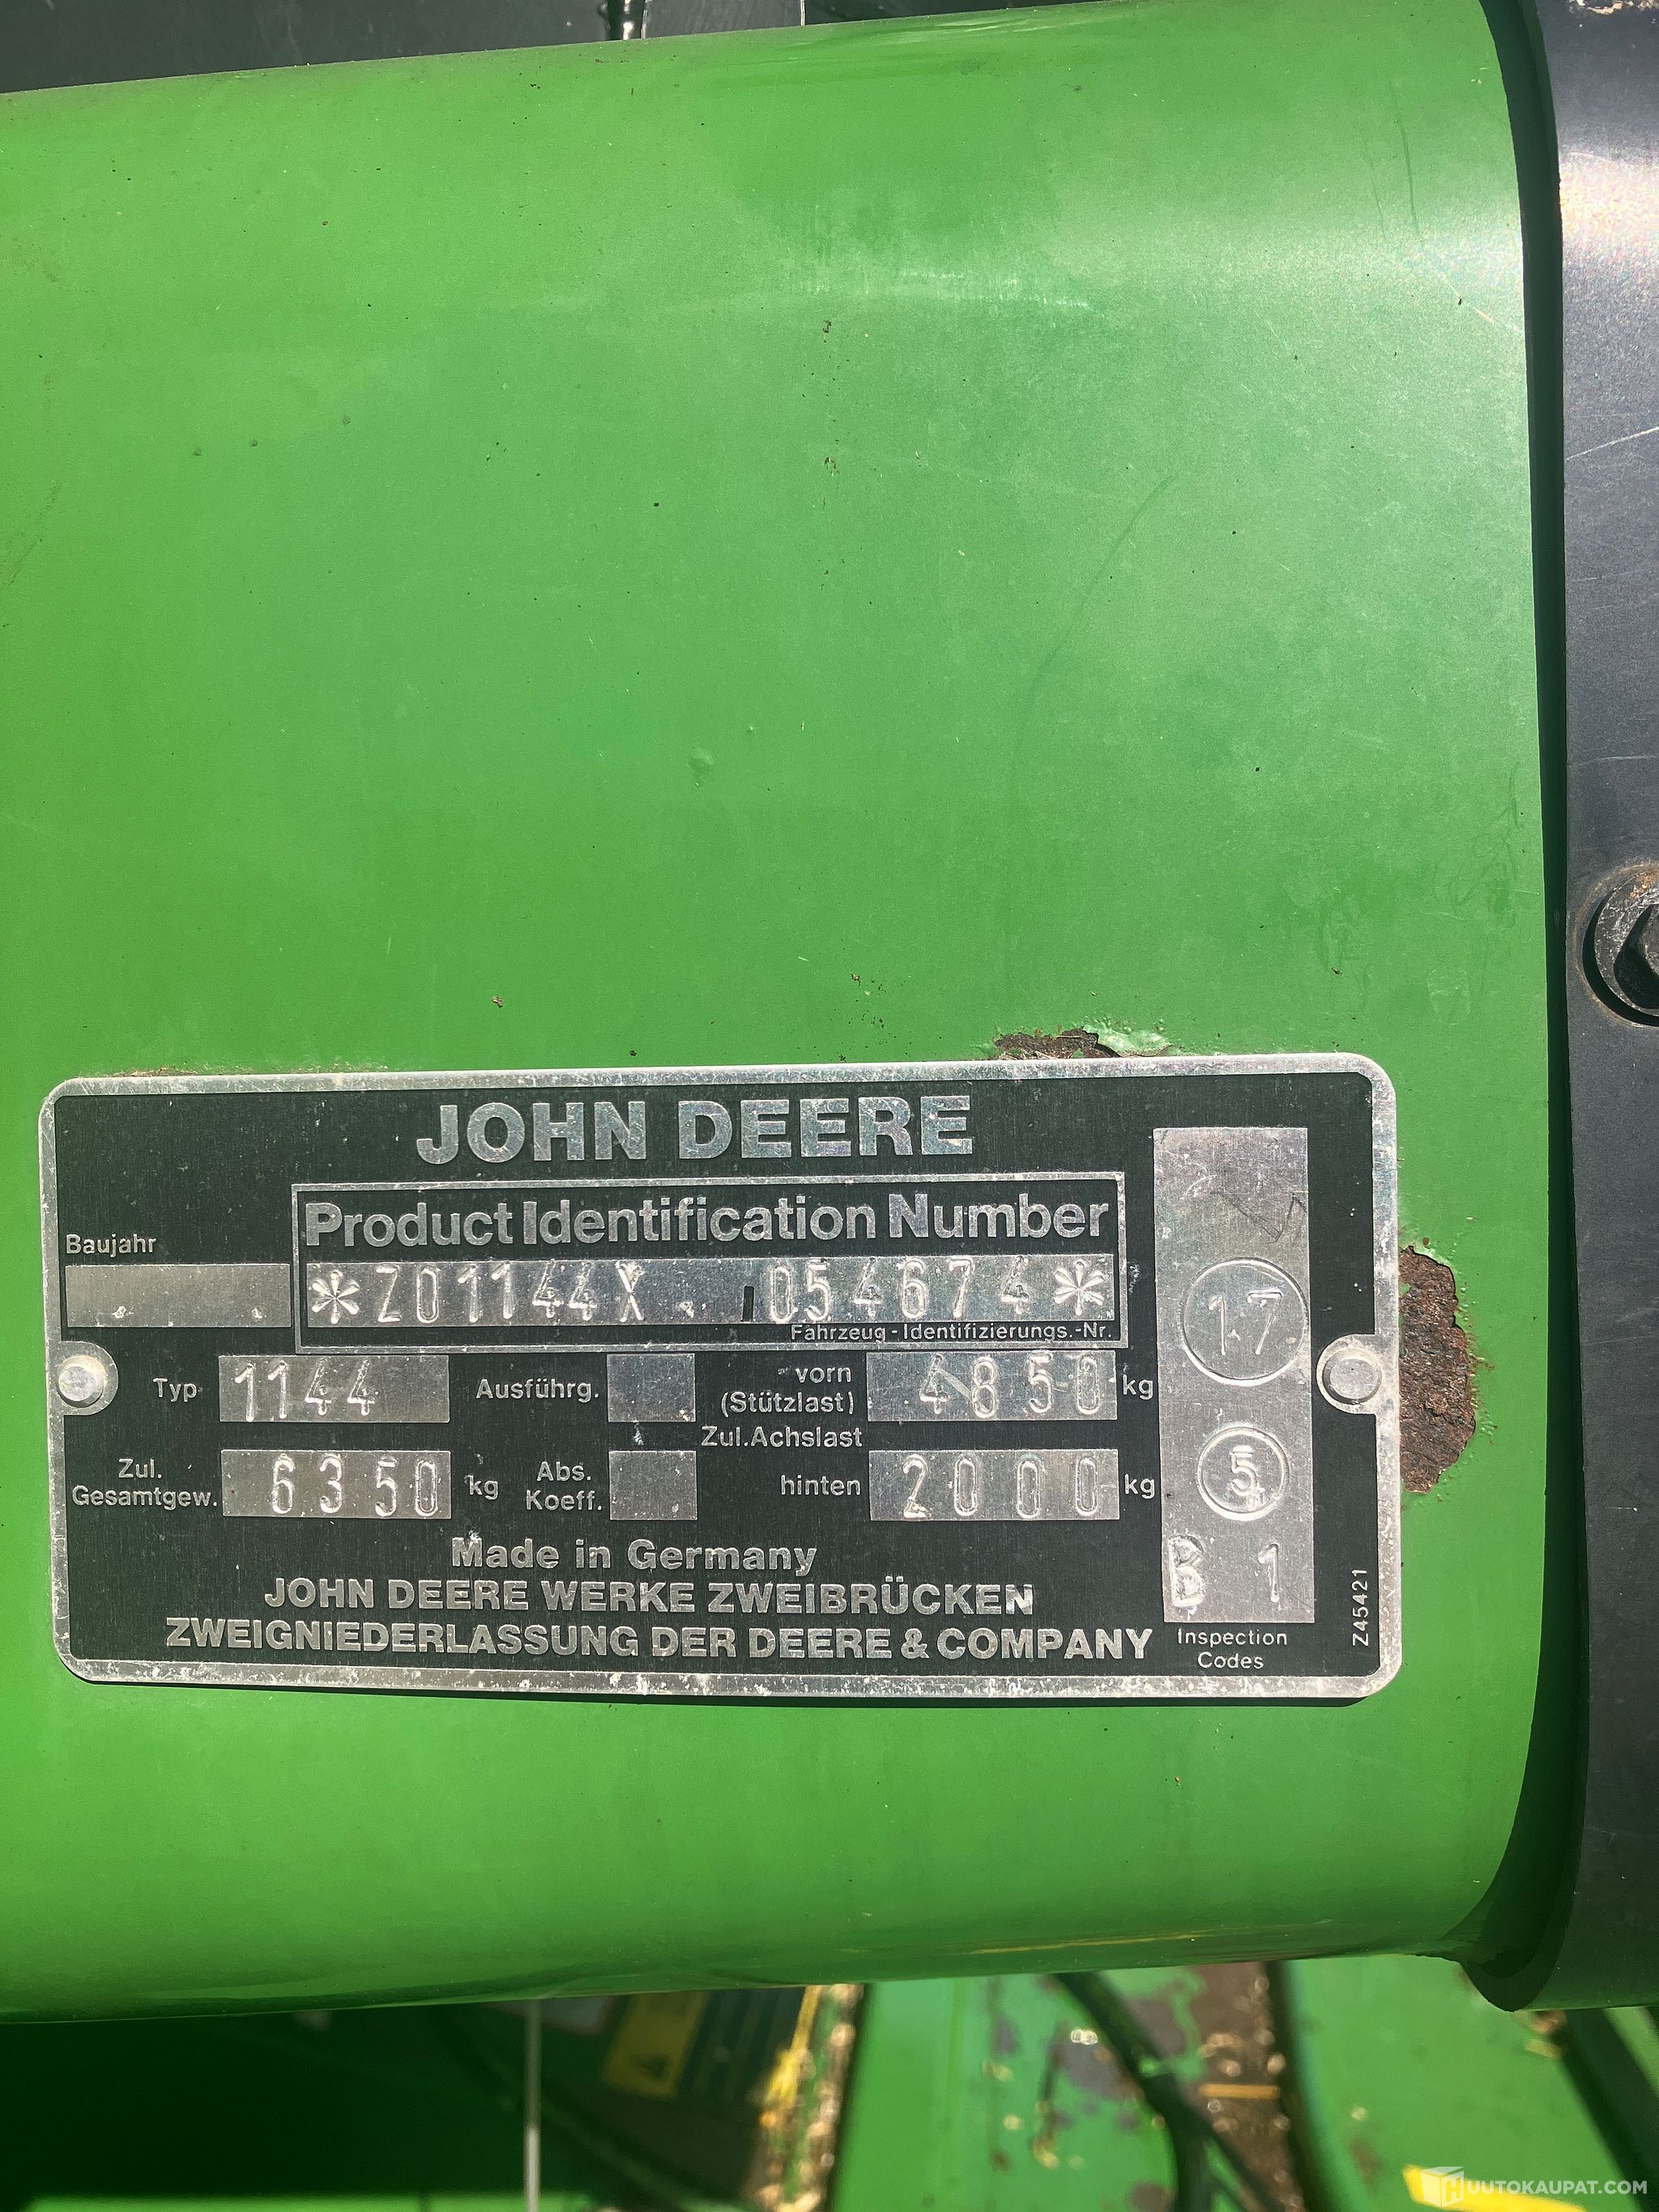 JOHN DEERE
Product Identification Number
Baujahr
*Z01144X. 054674*
Fahrzeug-Identifizierungs.-Nr.
17
Typ 1144 Ausführg. vorn (Stützlast) 4850 kg
Zul.Achslast
Zul. Gesamtgew. 6350 kg Abs. Koeff. hinten 2000 kg
5
B 1
Made in Germany
JOHN DEERE WERKE ZWEIBRÜCKEN
ZWEIGNIEDERLASSUNG DER DEERE & COMPANY
Inspection
Codes
Z45421
HUUTOKAUPAT.COM